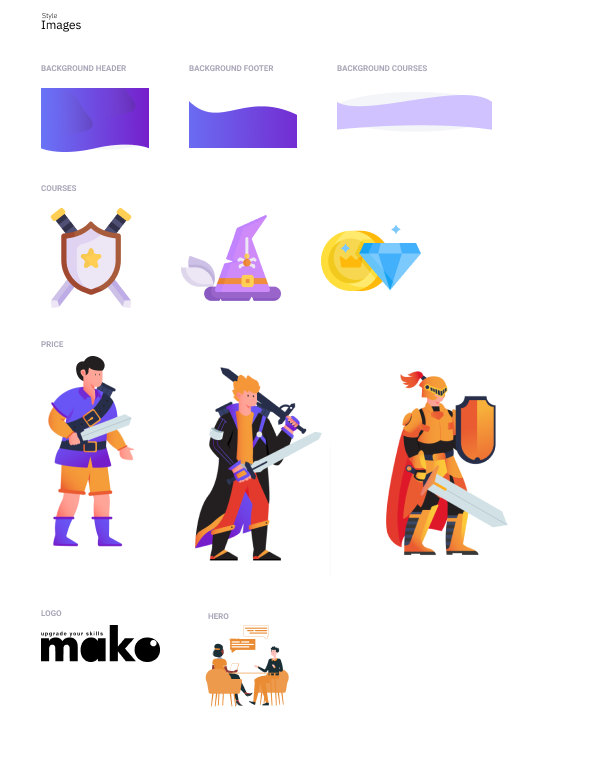 Style
Images
BACKGROUND HEADER
BACKGROUND FOOTER
BACKGROUND COURSES
COURSES
PRICE
LOGO
HERO
upgrade your skills
mako